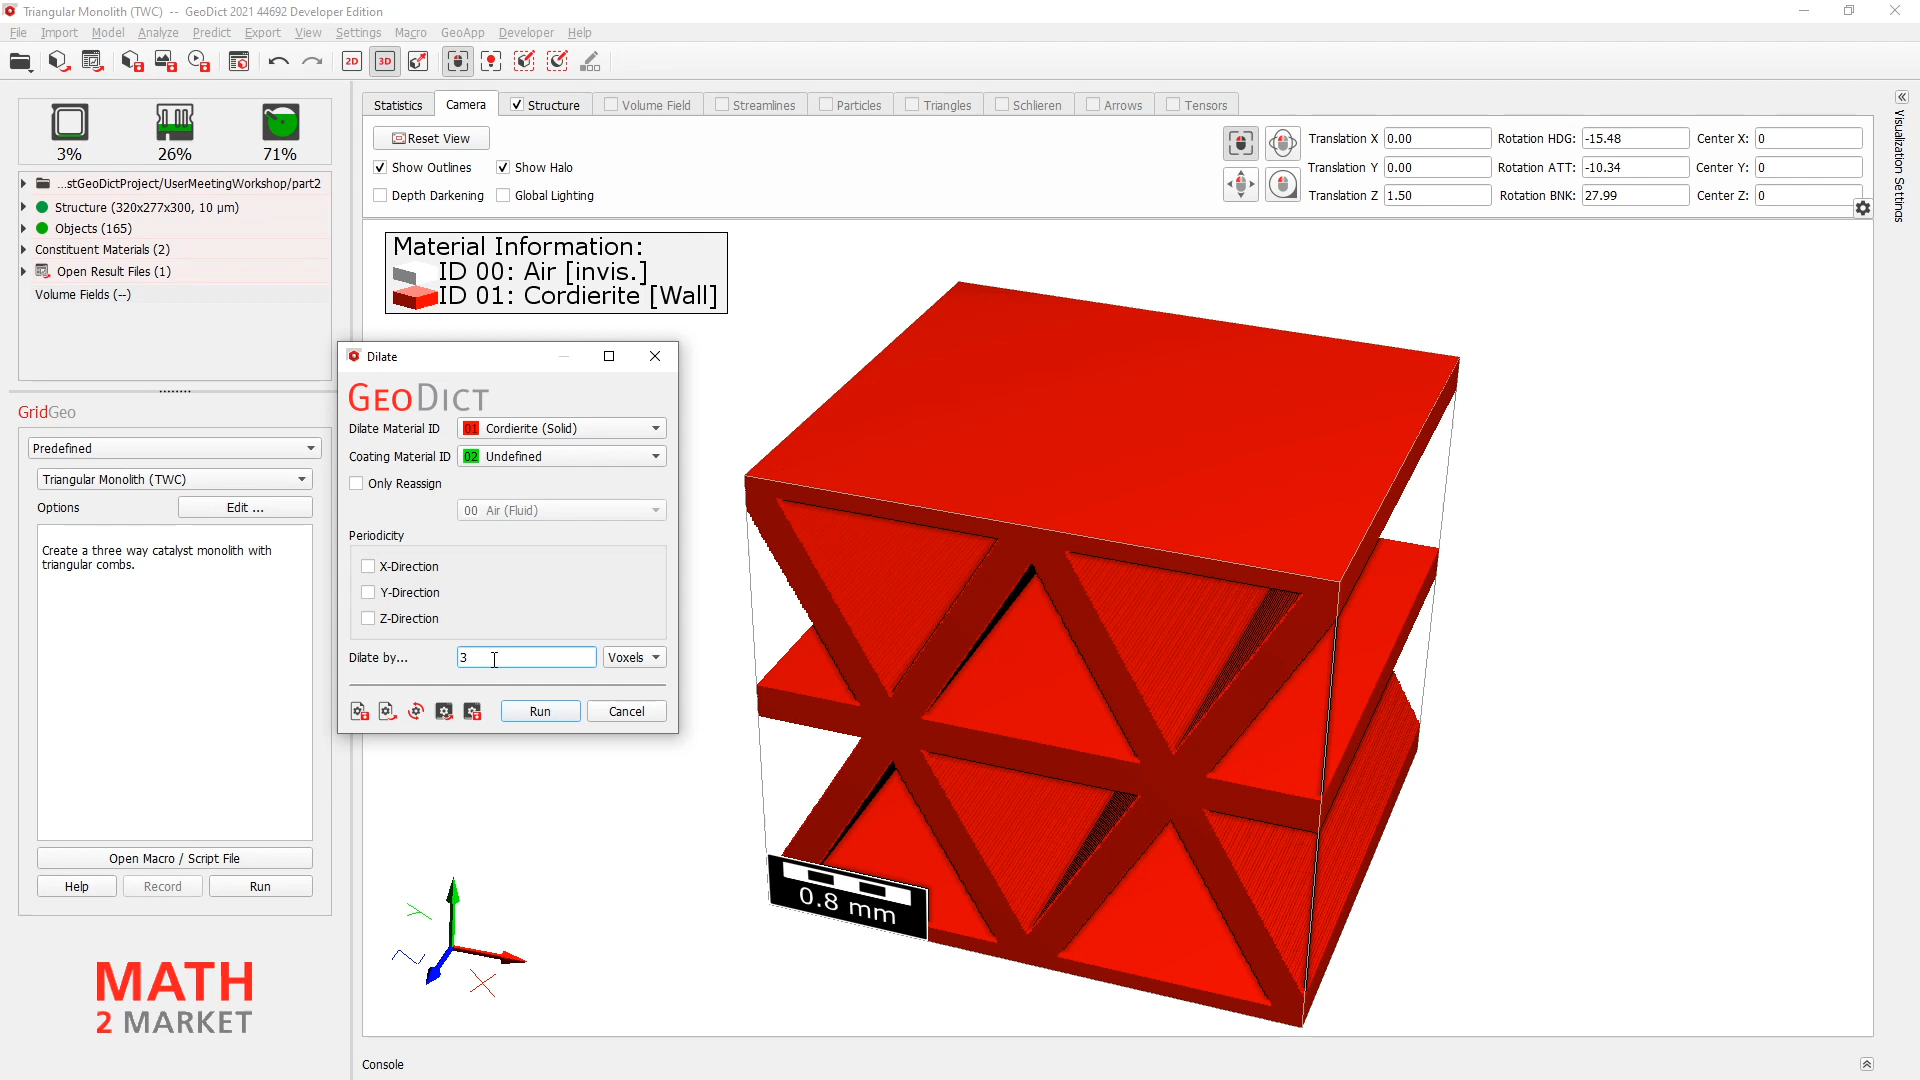 Triangular Monolith (TWC) -- GeoDict 2021 44692 Developer Edition
File Import Model Analyze Predict Export View Settings Macro GeoApp Developer Help
2D 3D
3% 26% 71%
...stGeoDictProject/UserMeetingWorkshop/part2
Structure (320x277x300, 10 µm)
Objects (165)
Constituent Materials (2)
Open Result Files (1)
Volume Fields (--)
GridGeo
Predefined
Triangular Monolith (TWC)
Options Edit ...
Create a three way catalyst monolith with
triangular combs.
Open Macro / Script File
Help Record Run
MATH
2 MARKET
Statistics Camera Structure Volume Field Streamlines Particles Triangles Schlieren Arrows Tensors
Reset View
Show Outlines Show Halo
Depth Darkening Global Lighting
Translation X 0.00 Rotation HDG: -15.48 Center X: 0
Translation Y 0.00 Rotation ATT: -10.34 Center Y: 0
Translation Z 1.50 Rotation BNK: 27.99 Center Z: 0
Visualization Settings
Material Information:
ID 00: Air [invis.]
ID 01: Cordierite [Wall]
Dilate
GEODICT
Dilate Material ID 01 Cordierite (Solid)
Coating Material ID 02 Undefined
Only Reassign
00 Air (Fluid)
Periodicity
X-Direction
Y-Direction
Z-Direction
Dilate by... 3 Voxels
Run Cancel
0.8 mm
Y
Z
X
Console